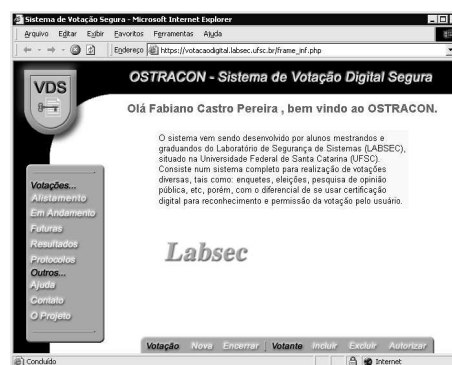 Sistema de Votação Segura - Microsoft Internet Explorer
Arquivo Editar Exibir Favoritos Ferramentas Ajuda
Endereço https://votacaodigital.labsec.ufsc.br/frame_inf.php
VDS
OSTRACON - Sistema de Votação Digital Segura
Olá Fabiano Castro Pereira , bem vindo ao OSTRACON.
O sistema vem sendo desenvolvido por alunos mestrandos e
graduandos do Laboratório de Segurança de Sistemas (LABSEC),
situado na Universidade Federal de Santa Catarina (UFSC).
Consiste num sistema completo para realização de votações
diversas, tais como: enquetes, eleições, pesquisa de opinião
pública, etc, porém, com o diferencial de se usar certificação
digital para reconhecimento e permissão da votação pelo usuário.
Labsec
Votações...
Alistamento
Em Andamento
Futuras
Resultados
Protocolos
Outros...
Ajuda
Contato
O Projeto
Votação Nova Encerrar | Votante Incluir Excluir Autorizar
Concluído Internet